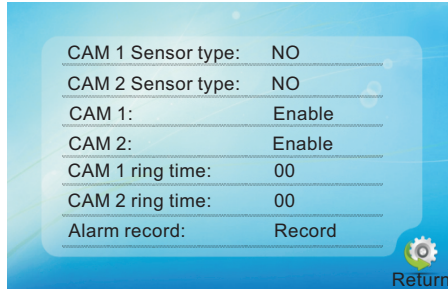 CAM 1 Sensor type: NO
CAM 2 Sensor type: NO
CAM 1: Enable
CAM 2: Enable
CAM 1 ring time: 00
CAM 2 ring time: 00
Alarm record: Record
Return